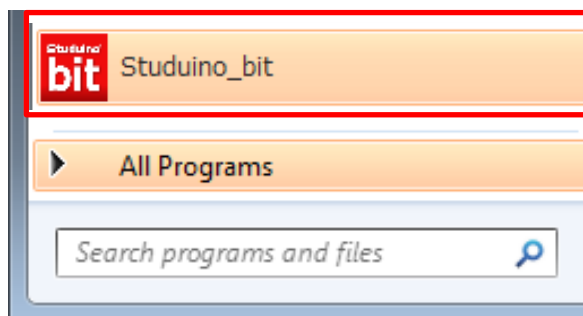 Studuino
bit
Studuino_bit
All Programs
Search programs and files